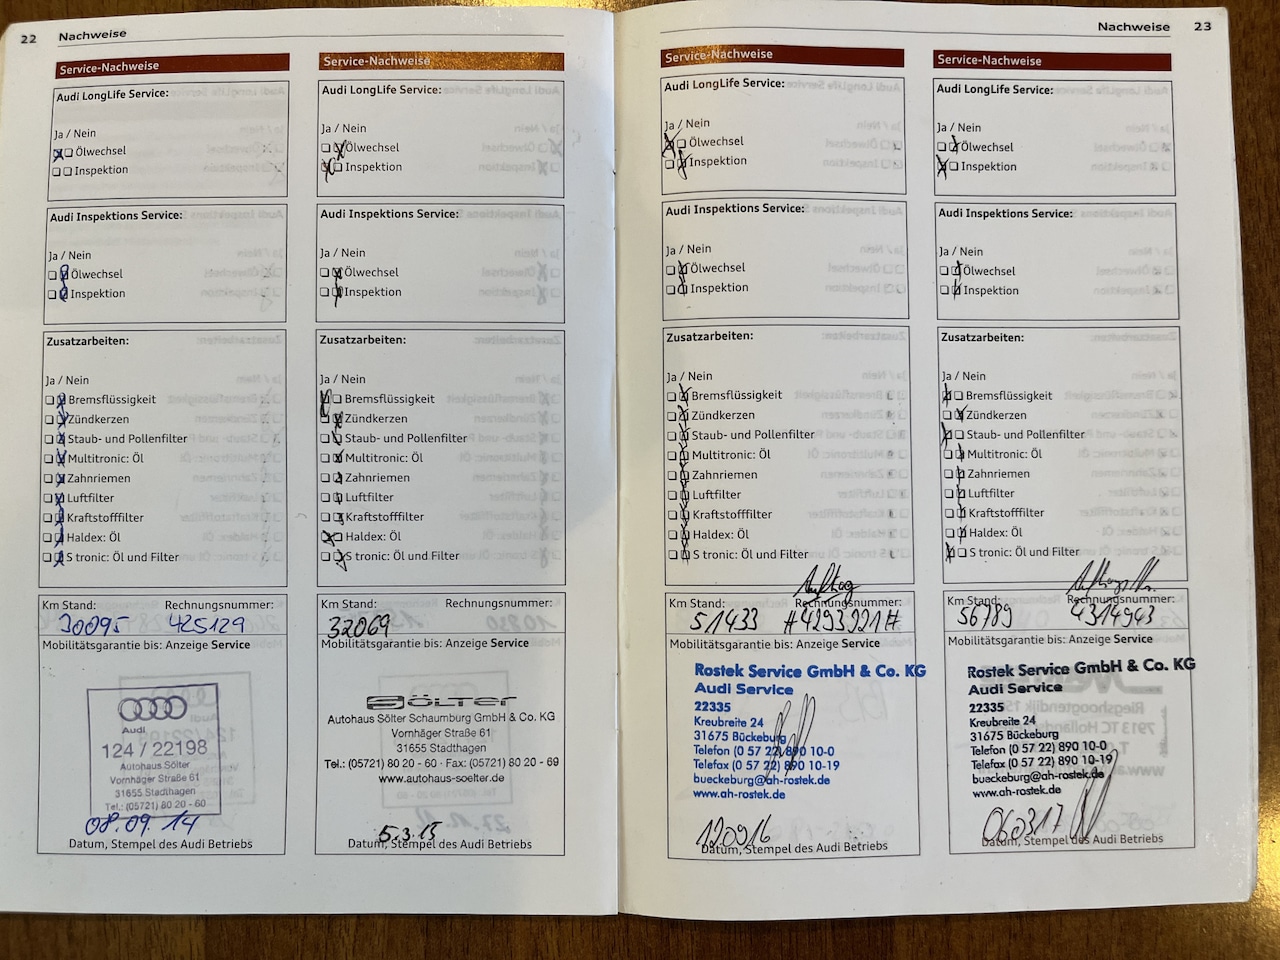 22 Nachweise
Service-Nachweise
Audi LongLife Service:
Ja / Nein
Ölwechsel
Inspektion
Audi Inspektions Service:
Ja / Nein
Ölwechsel
Inspektion
Zusatzarbeiten:
Ja / Nein
Bremsflüssigkeit
Zündkerzen
Staub- und Pollenfilter
Multitronic: Öl
Zahnriemen
Luftfilter
Kraftstofffilter
Haldex: Öl
S tronic: Öl und Filter
Km Stand: Rechnungsnummer:
30095 425129
Mobilitätsgarantie bis: Anzeige Service
Audi
124 / 22198
Autohaus Sölter
Vornhäger Straße 61
31655 Stadthagen
Tel.: (05721) 80 20 - 60
08.09.14
Datum, Stempel des Audi Betriebs
Service-Nachweise
Audi LongLife Service:
Ja / Nein
Ölwechsel
Inspektion
Audi Inspektions Service:
Ja / Nein
Ölwechsel
Inspektion
Zusatzarbeiten:
Ja / Nein
Bremsflüssigkeit
Zündkerzen
Staub- und Pollenfilter
Multitronic: Öl
Zahnriemen
Luftfilter
Kraftstofffilter
Haldex: Öl
S tronic: Öl und Filter
Km Stand: Rechnungsnummer:
32069
Mobilitätsgarantie bis: Anzeige Service
SÖLTER
Autohaus Sölter Schaumburg GmbH & Co. KG
Vornhäger Straße 61
31655 Stadthagen
Tel.: (05721) 80 20 - 60 · Fax: (05721) 80 20 - 69
www.autohaus-soelter.de
5.3.15
Datum, Stempel des Audi Betriebs
Nachweise 23
Service-Nachweise
Audi LongLife Service:
Ja / Nein
Ölwechsel
Inspektion
Audi Inspektions Service:
Ja / Nein
Ölwechsel
Inspektion
Zusatzarbeiten:
Ja / Nein
Bremsflüssigkeit
Zündkerzen
Staub- und Pollenfilter
Multitronic: Öl
Zahnriemen
Luftfilter
Kraftstofffilter
Haldex: Öl
S tronic: Öl und Filter
Auftrag
Km Stand: Rechnungsnummer:
51433 #4293221#
Mobilitätsgarantie bis: Anzeige Service
Rostek Service GmbH & Co. KG
Audi Service
22335
Kreubreite 24
31675 Bückeburg
Telefon (0 57 22) 890 10-0
Telefax (0 57 22) 890 10-19
bueckeburg@ah-rostek.de
www.ah-rostek.de
120916
Datum, Stempel des Audi Betriebs
Service-Nachweise
Audi LongLife Service:
Ja / Nein
Ölwechsel
Inspektion
Audi Inspektions Service:
Ja / Nein
Ölwechsel
Inspektion
Zusatzarbeiten:
Ja / Nein
Bremsflüssigkeit
Zündkerzen
Staub- und Pollenfilter
Multitronic: Öl
Zahnriemen
Luftfilter
Kraftstofffilter
Haldex: Öl
S tronic: Öl und Filter
Km Stand: Rechnungsnummer:
56789 4314943
Mobilitätsgarantie bis: Anzeige Service
Rostek Service GmbH & Co. KG
Audi Service
22335
Kreubreite 24
31675 Bückeburg
Telefon (0 57 22) 890 10-0
Telefax (0 57 22) 890 10-19
bueckeburg@ah-rostek.de
www.ah-rostek.de
060317
Datum, Stempel des Audi Betriebs